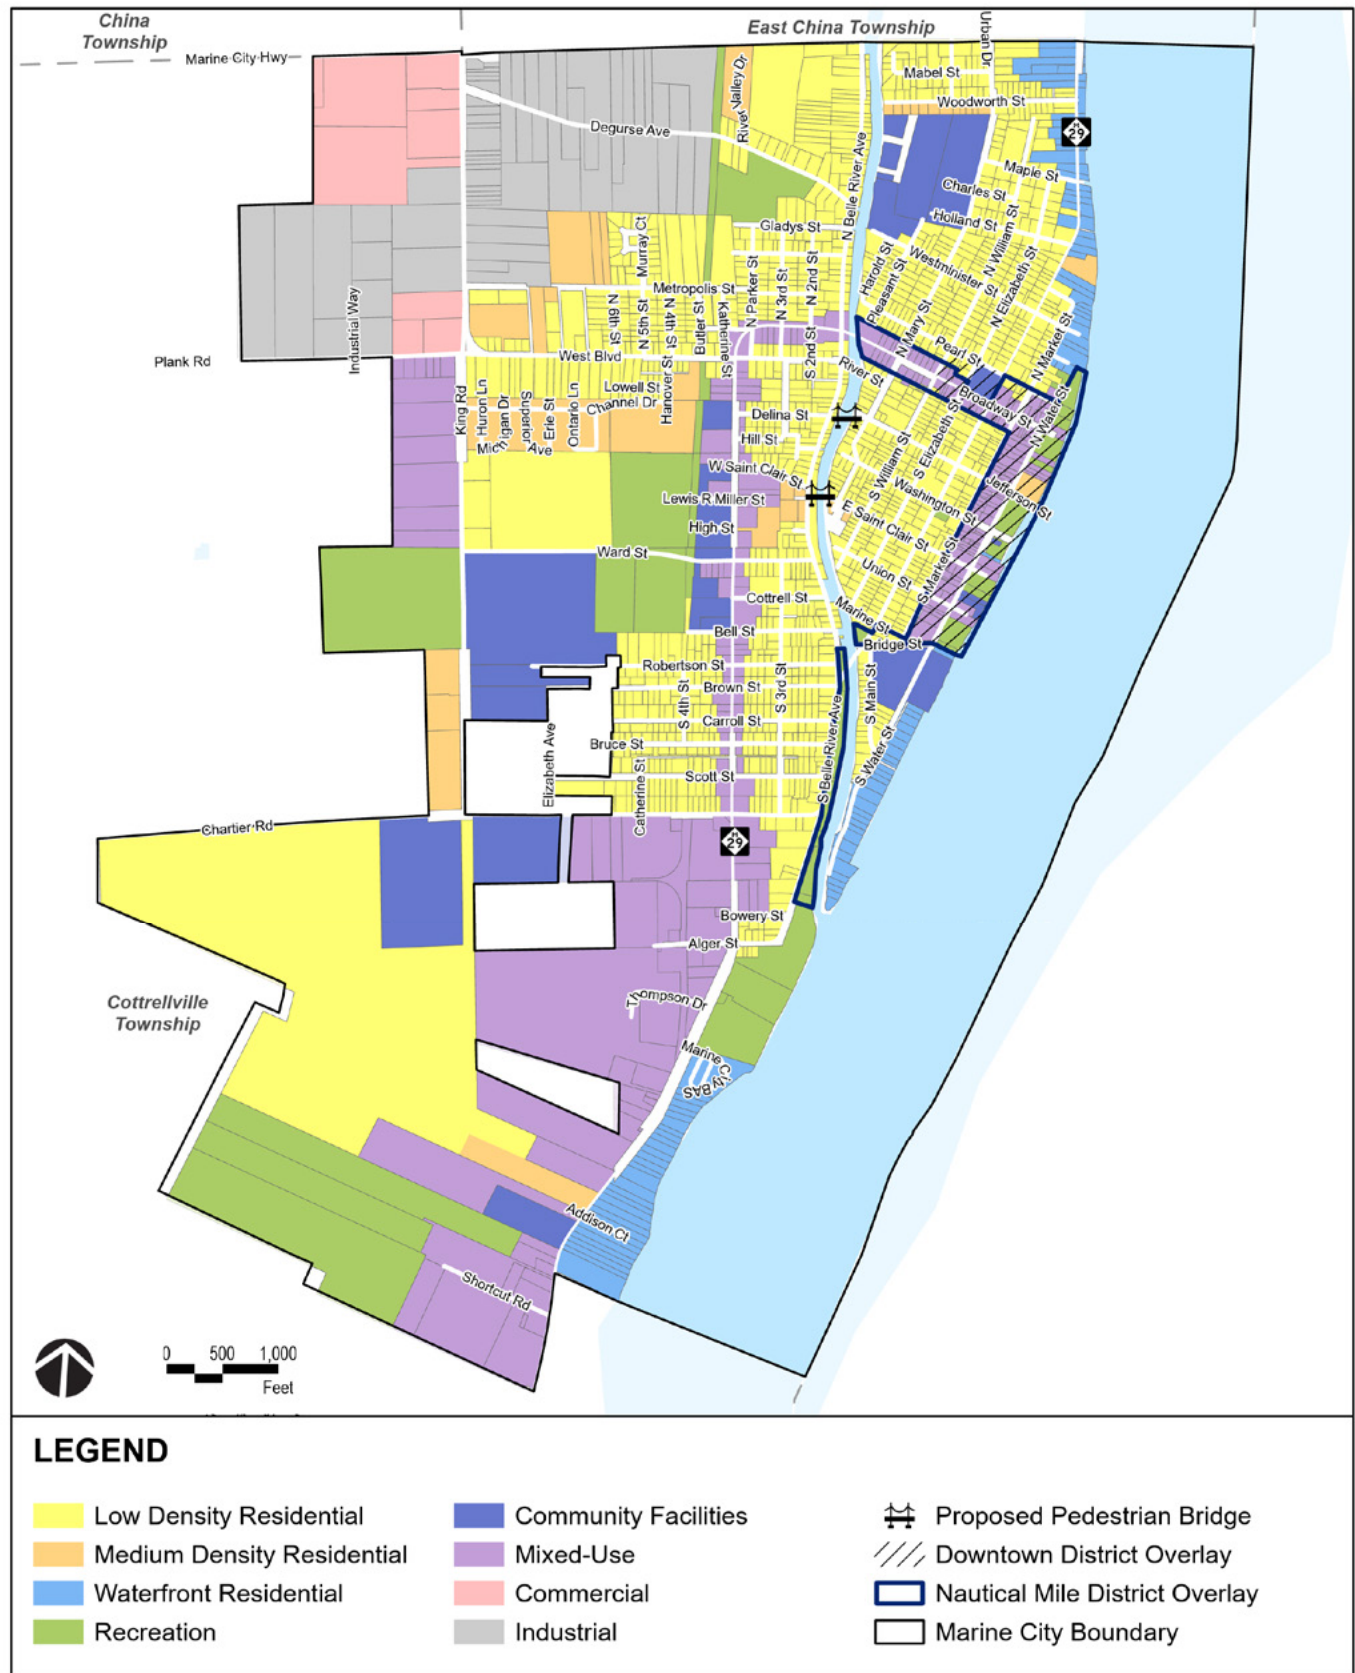 China
Township
East China Township
Marine City Hwy
Urban Dr
Mabel St
Woodworth St
M
29
River Valley Dr
Degurse Ave
N Belle River Ave
Maple St
Charles St
Holland St
N William St
Gladys St
Murray Ct
Harold St
Pleasant St
Westminister St
N Elizabeth St
Metropolis St
N Parker St
N 3rd St
N 2nd St
N 6th St
N 5th St
N 4th St
Butler St
Katherine St
N Mary St
Pearl St
N Market St
Industrial Way
Plank Rd
West Blvd
S 2nd St
River St
Broadway St
N Water St
King Rd
Huron Ln
Michigan Dr
Superior
Erie St
Ontario Ln
Lowell St
Channel Dr
Hanover St
Delina St
Hill St
Mic Ave
W Saint Clair St
S William St
S Elizabeth St
Lewis R Miller St
Washington St
Jefferson St
High St
E Saint Clair St
Ward St
Union St
S Market St
Cottrell St
Marine St
Bell St
Bridge St
Robertson St
S 4th St
Brown St
S 3rd St
S Main St
Carroll St
S Belle River Ave
Bruce St
Elizabeth Ave
Catherine St
Scott St
S Water St
Chartier Rd
M
29
Bowery St
Alger St
Cottrellville
Township
Thompson Dr
Marine City BAS
Addison Ct
Shortcut Rd
0 500 1,000
Feet
LEGEND
Low Density Residential
Medium Density Residential
Waterfront Residential
Recreation
Community Facilities
Mixed-Use
Commercial
Industrial
Proposed Pedestrian Bridge
Downtown District Overlay
Nautical Mile District Overlay
Marine City Boundary